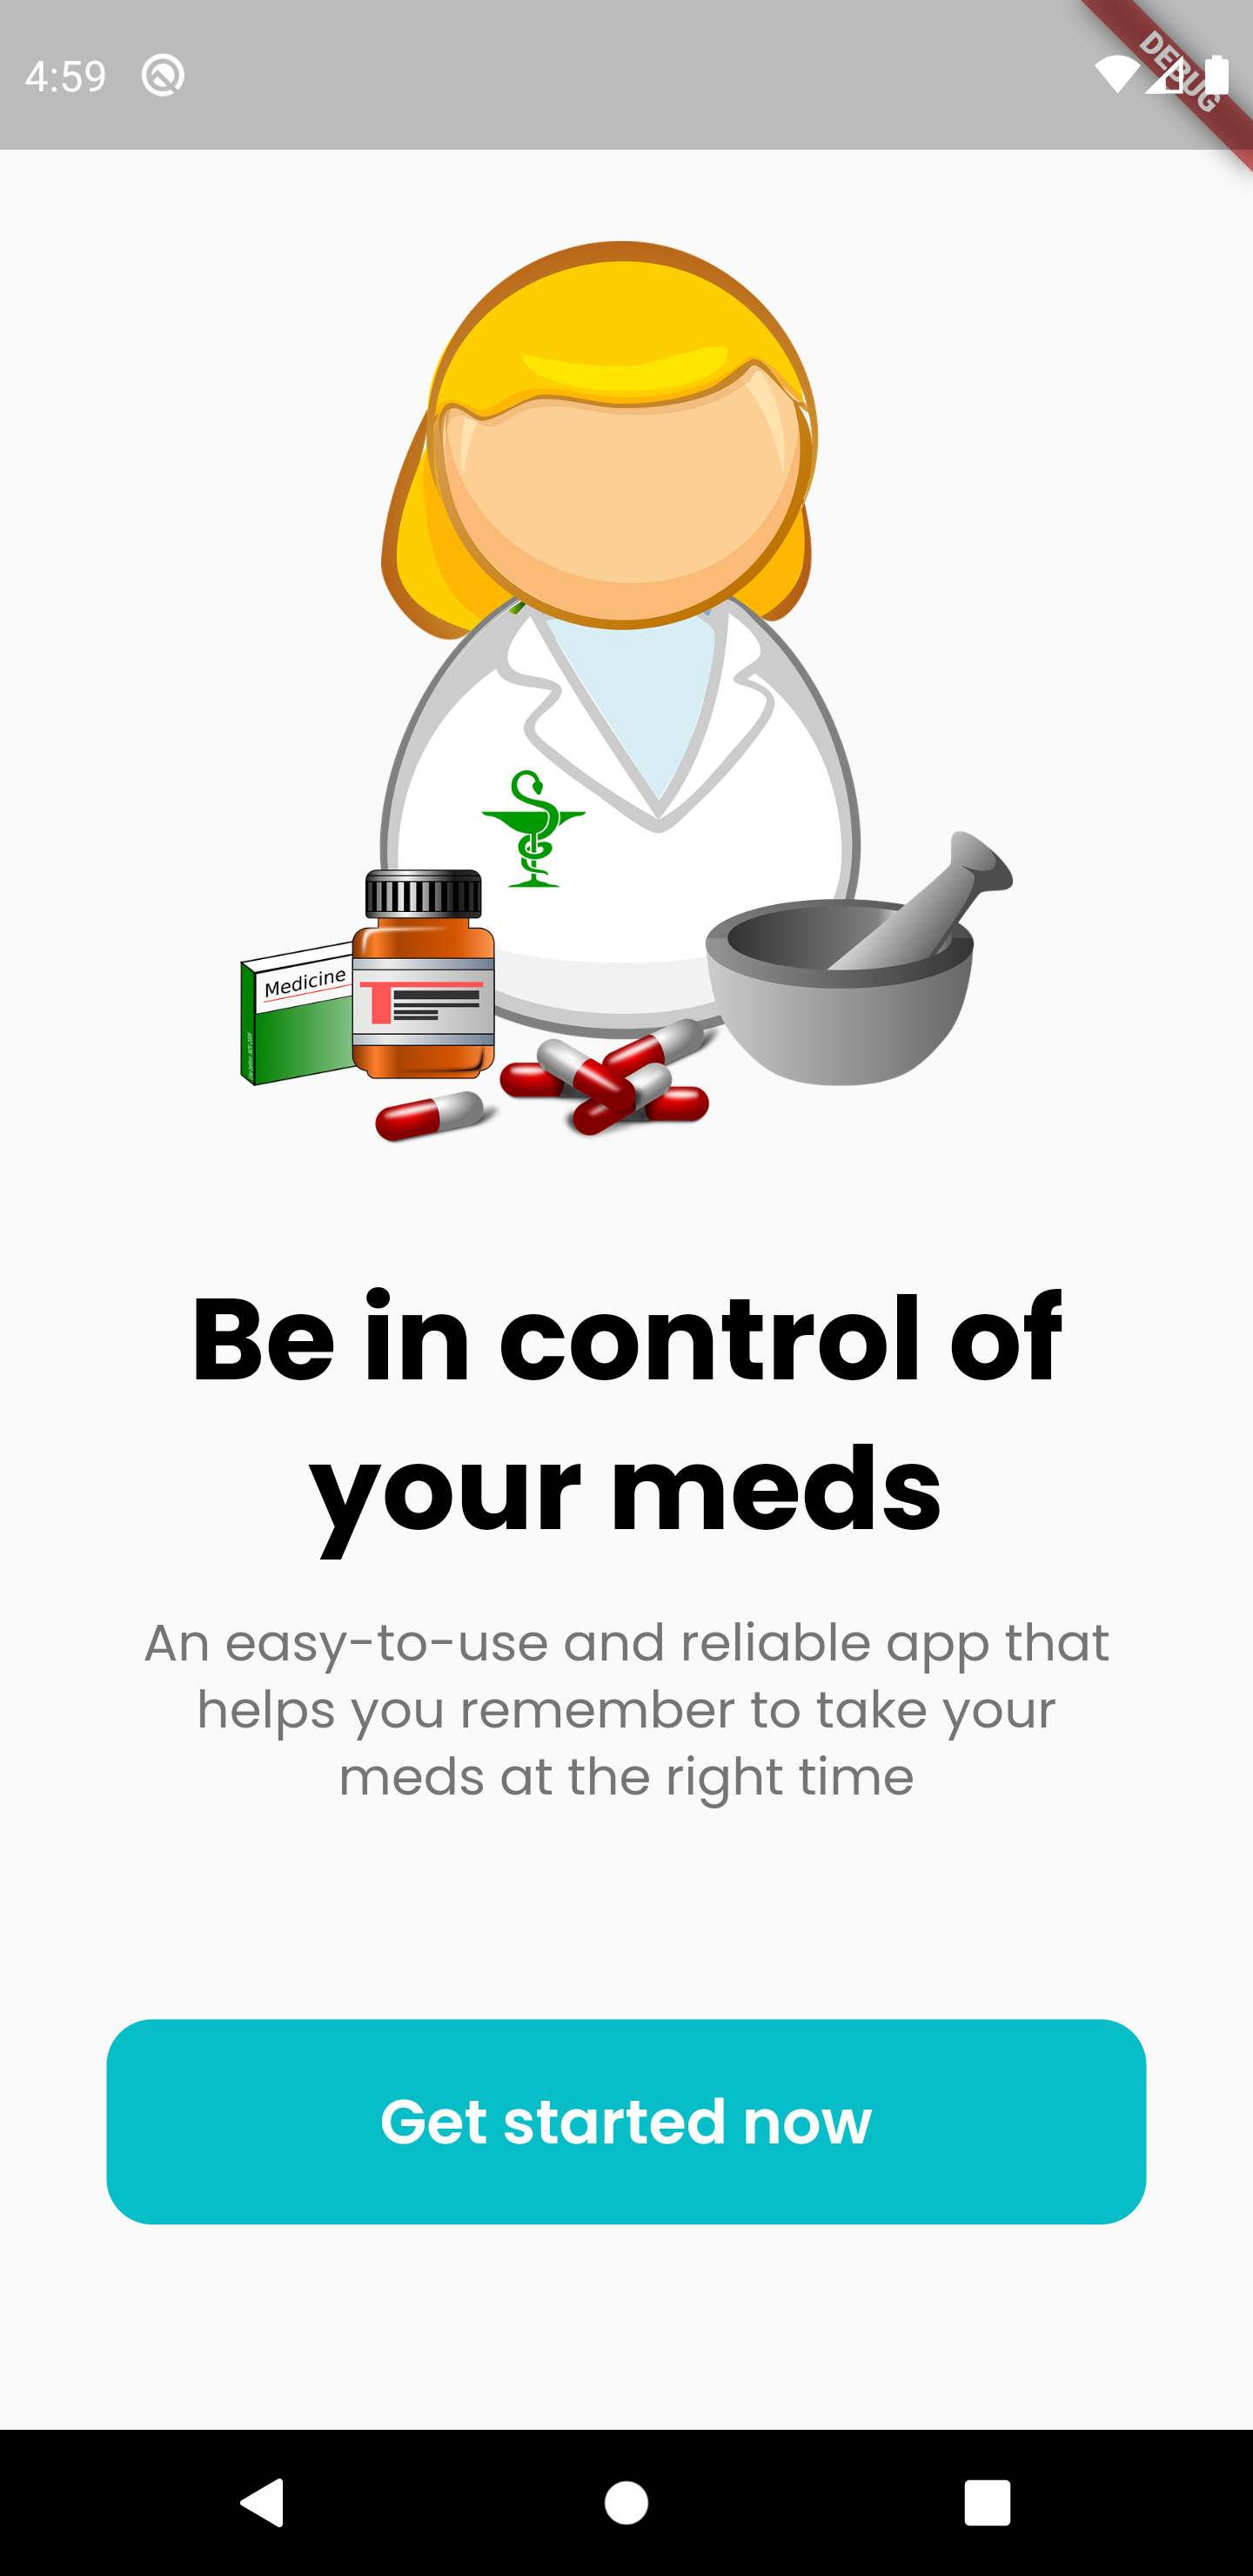 4:59
DEBUG
Medicine
T
Be in control of
your meds
An easy-to-use and reliable app that
helps you remember to take your
meds at the right time
Get started now